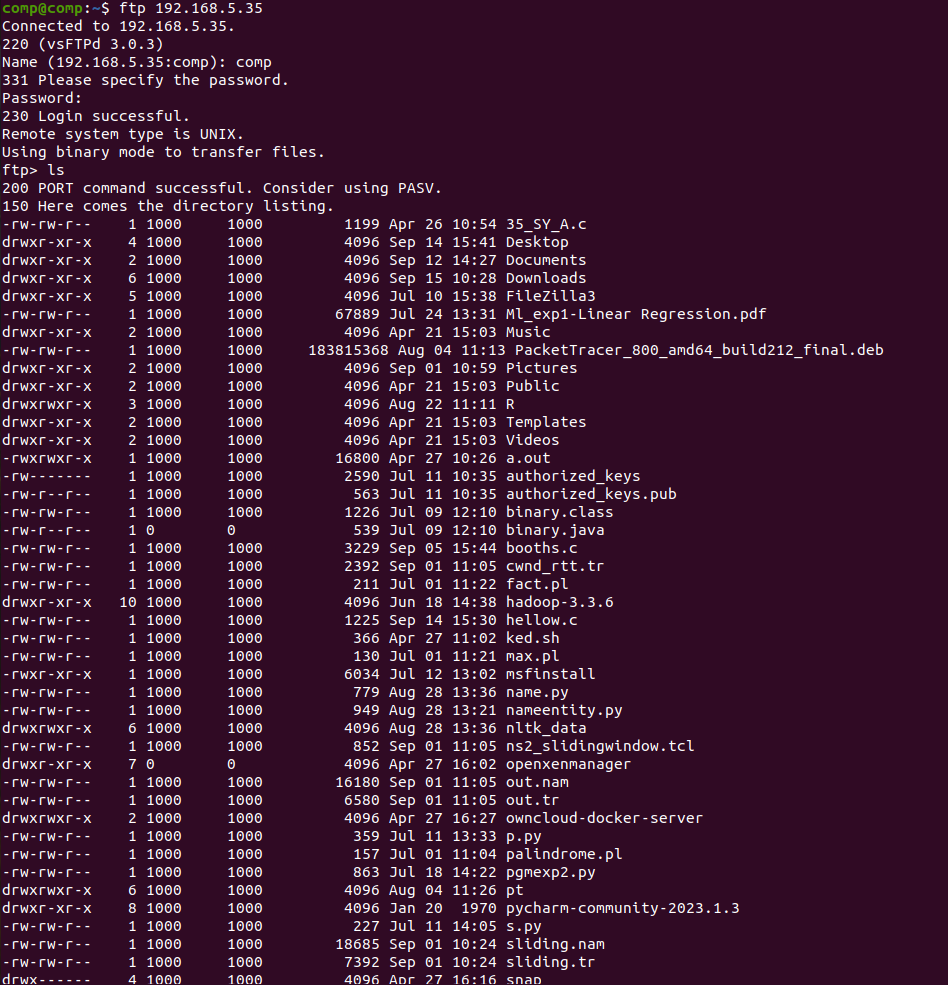 comp@comp:~$ ftp 192.168.5.35
Connected to 192.168.5.35.
220 (vsFTPd 3.0.3)
Name (192.168.5.35:comp): comp
331 Please specify the password.
Password:
230 Login successful.
Remote system type is UNIX.
Using binary mode to transfer files.
ftp> ls
200 PORT command successful. Consider using PASV.
150 Here comes the directory listing.
-rw-rw-r--    1 1000     1000         1199 Apr 26 10:54 35_SY_A.c
drwxr-xr-x    4 1000     1000         4096 Sep 14 15:41 Desktop
drwxr-xr-x    2 1000     1000         4096 Sep 12 14:27 Documents
drwxr-xr-x    6 1000     1000         4096 Sep 15 10:28 Downloads
drwxr-xr-x    5 1000     1000         4096 Jul 10 15:38 FileZilla3
-rw-rw-r--    1 1000     1000        67889 Jul 24 13:31 Ml_exp1-Linear Regression.pdf
drwxr-xr-x    2 1000     1000         4096 Apr 21 15:03 Music
-rw-rw-r--    1 1000     1000     183815368 Aug 04 11:13 PacketTracer_800_amd64_build212_final.deb
drwxr-xr-x    2 1000     1000         4096 Sep 01 10:59 Pictures
drwxr-xr-x    2 1000     1000         4096 Apr 21 15:03 Public
drwxrwxr-x    3 1000     1000         4096 Aug 22 11:11 R
drwxr-xr-x    2 1000     1000         4096 Apr 21 15:03 Templates
drwxr-xr-x    2 1000     1000         4096 Apr 21 15:03 Videos
-rwxrwxr-x    1 1000     1000        16800 Apr 27 10:26 a.out
-rw-------    1 1000     1000         2590 Jul 11 10:35 authorized_keys
-rw-r--r--    1 1000     1000          563 Jul 11 10:35 authorized_keys.pub
-rw-rw-r--    1 1000     1000         1226 Jul 09 12:10 binary.class
-rw-r--r--    1 0        0             539 Jul 09 12:10 binary.java
-rw-rw-r--    1 1000     1000         3229 Sep 05 15:44 booths.c
-rw-rw-r--    1 1000     1000         2392 Sep 01 11:05 cwnd_rtt.tr
-rw-rw-r--    1 1000     1000          211 Jul 01 11:22 fact.pl
drwxr-xr-x   10 1000     1000         4096 Jun 18 14:38 hadoop-3.3.6
-rw-rw-r--    1 1000     1000         1225 Sep 14 15:30 hellow.c
-rw-rw-r--    1 1000     1000          366 Apr 27 11:02 ked.sh
-rw-rw-r--    1 1000     1000          130 Jul 01 11:21 max.pl
-rwxr-xr-x    1 1000     1000         6034 Jul 12 13:02 msfinstall
-rw-rw-r--    1 1000     1000          779 Aug 28 13:36 name.py
-rw-rw-r--    1 1000     1000          949 Aug 28 13:21 nameentity.py
drwxrwxr-x    6 1000     1000         4096 Aug 28 13:36 nltk_data
-rw-rw-r--    1 1000     1000          852 Sep 01 11:05 ns2_slidingwindow.tcl
drwxr-xr-x    7 0        0            4096 Apr 27 16:02 openxenmanager
-rw-rw-r--    1 1000     1000        16180 Sep 01 11:05 out.nam
-rw-rw-r--    1 1000     1000         6580 Sep 01 11:05 out.tr
drwxrwxr-x    2 1000     1000         4096 Apr 27 16:27 owncloud-docker-server
-rw-rw-r--    1 1000     1000          359 Jul 11 13:33 p.py
-rw-rw-r--    1 1000     1000          157 Jul 01 11:04 palindrome.pl
-rw-rw-r--    1 1000     1000          863 Jul 18 14:22 pgmexp2.py
drwxrwxr-x    6 1000     1000         4096 Aug 04 11:26 pt
drwxr-xr-x    8 1000     1000         4096 Jan 20  1970 pycharm-community-2023.1.3
-rw-rw-r--    1 1000     1000          227 Jul 11 14:05 s.py
-rw-rw-r--    1 1000     1000        18685 Sep 01 10:24 sliding.nam
-rw-rw-r--    1 1000     1000         7392 Sep 01 10:24 sliding.tr
drwx------    4 1000     1000         4096 Apr 27 16:16 snap